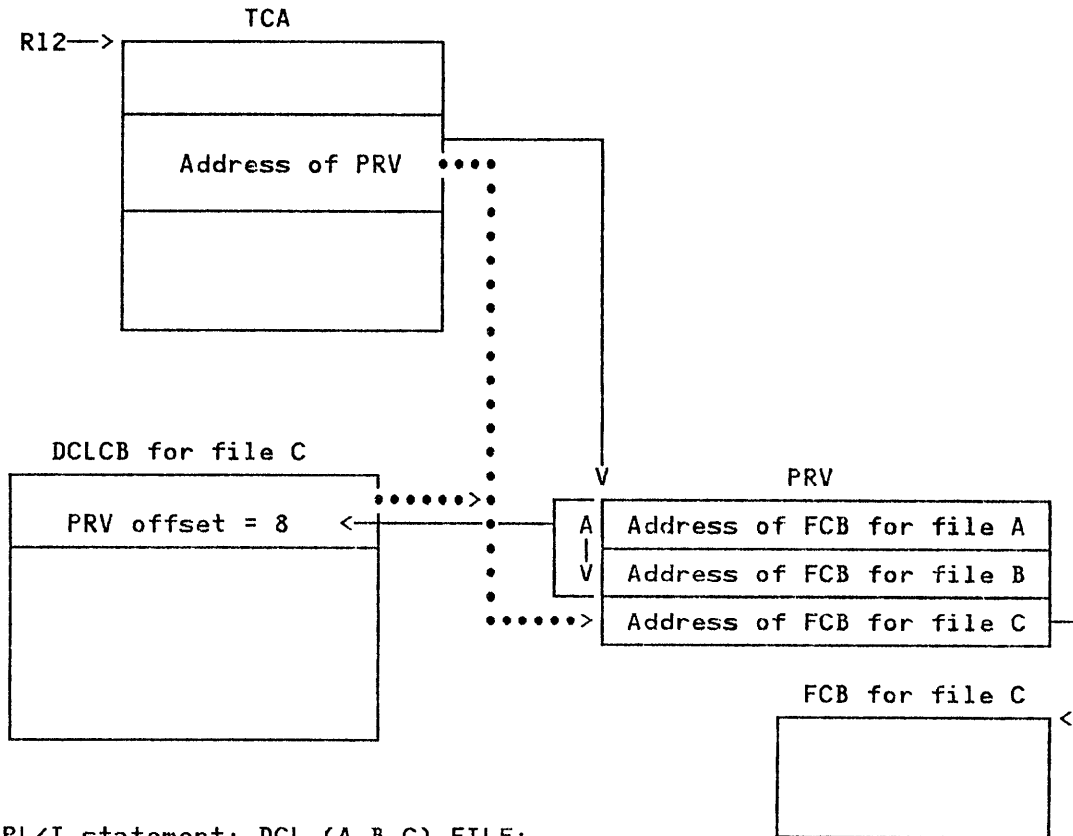 TCA
R12
Address of PRV
DCLCB for file C
PRV offset = 8
PRV
A
V
Address of FCB for file A
Address of FCB for file B
Address of FCB for file C
FCB for file C
PL/I statement: DCL (A,B,C) FILE;